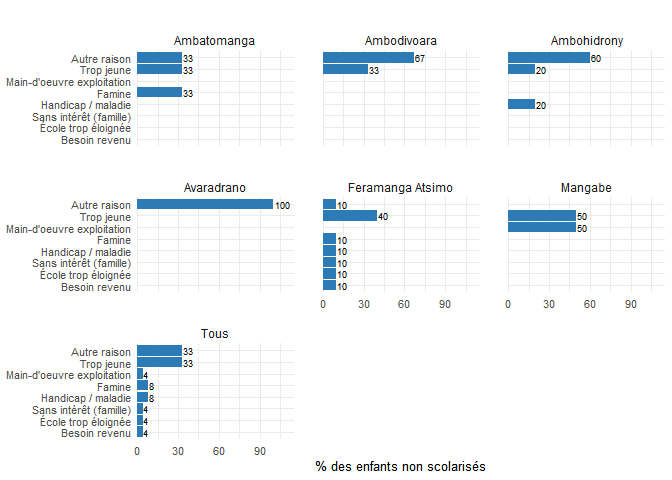 Ambatomanga Ambodivoara Ambohidrony
Autre raison 33 67 60
Trop jeune 33 33 20
Main-d'oeuvre exploitation
Famine 33
Handicap / maladie 20
Sans intérêt (famille)
École trop éloignée
Besoin revenu
Avaradrano Feramanga Atsimo Mangabe
Autre raison 100 10
Trop jeune 40 50
Main-d'oeuvre exploitation 50
Famine 10
Handicap / maladie 10
Sans intérêt (famille) 10
École trop éloignée 10
Besoin revenu 10
0 30 60 90 0 30 60 90
Tous
Autre raison 33
Trop jeune 33
Main-d'oeuvre exploitation 4
Famine 8
Handicap / maladie 8
Sans intérêt (famille) 4
École trop éloignée 4
Besoin revenu 4
0 30 60 90
% des enfants non scolarisés